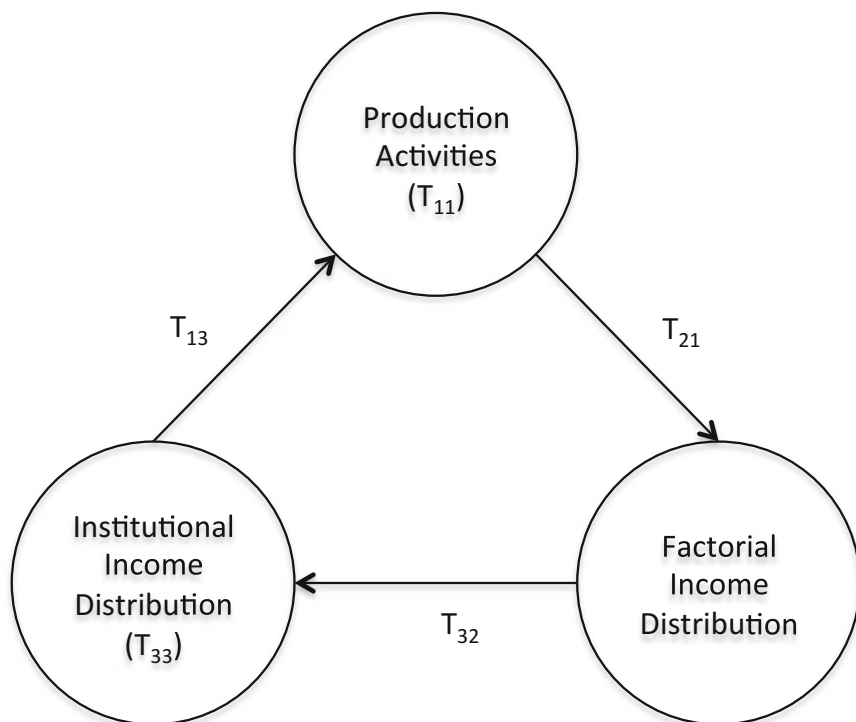 Production
Activities
(T₁₁)
T₁₃
T₂₁
Institutional
Income
Distribution
(T₃₃)
Factorial
Income
Distribution
T₃₂